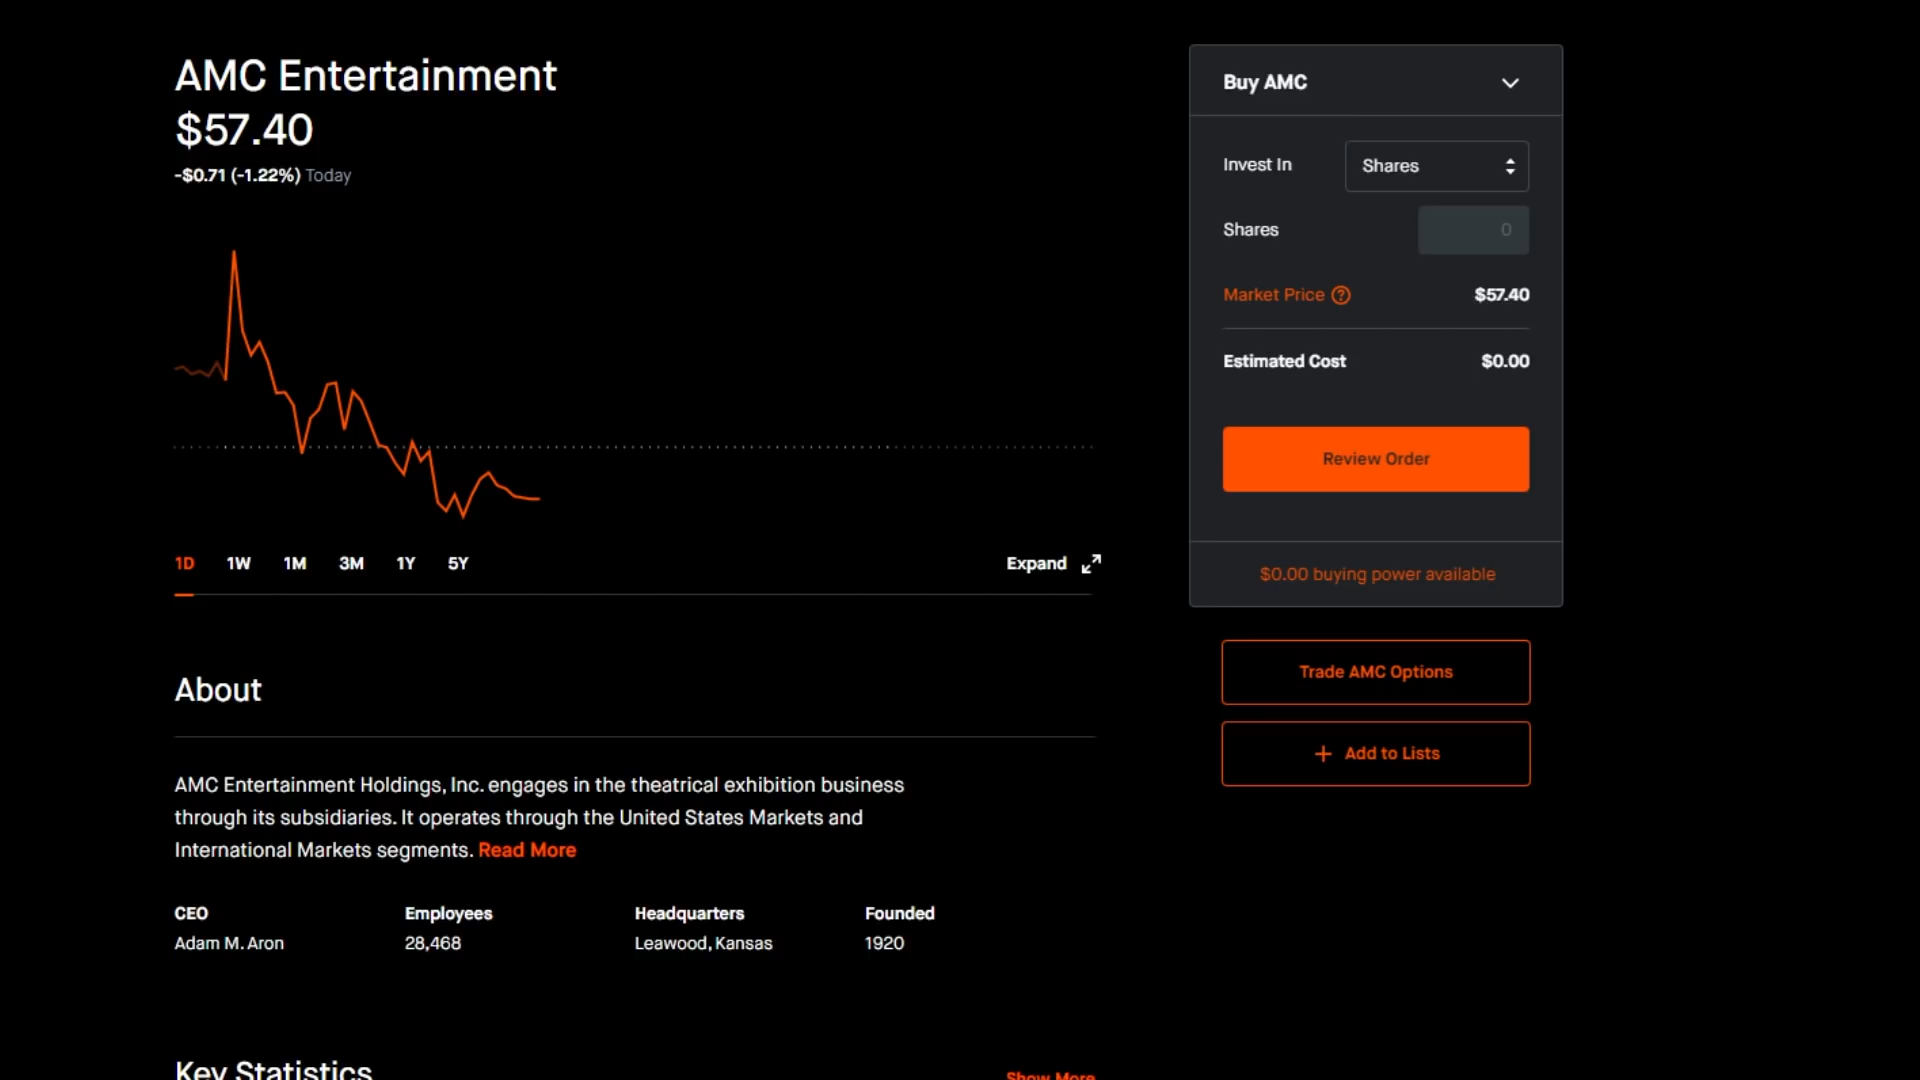 AMC Entertainment
$57.40
-$0.71 (-1.22%) Today
1D 1W 1M 3M 1Y 5Y Expand
About
AMC Entertainment Holdings, Inc. engages in the theatrical exhibition business
through its subsidiaries. It operates through the United States Markets and
International Markets segments. Read More
CEO Employees Headquarters Founded
Adam M. Aron 28,468 Leawood, Kansas 1920
Key Statistics Show More
Buy AMC
Invest In Shares
Shares 0
Market Price ? $57.40
Estimated Cost $0.00
Review Order
$0.00 buying power available
Trade AMC Options
+ Add to Lists